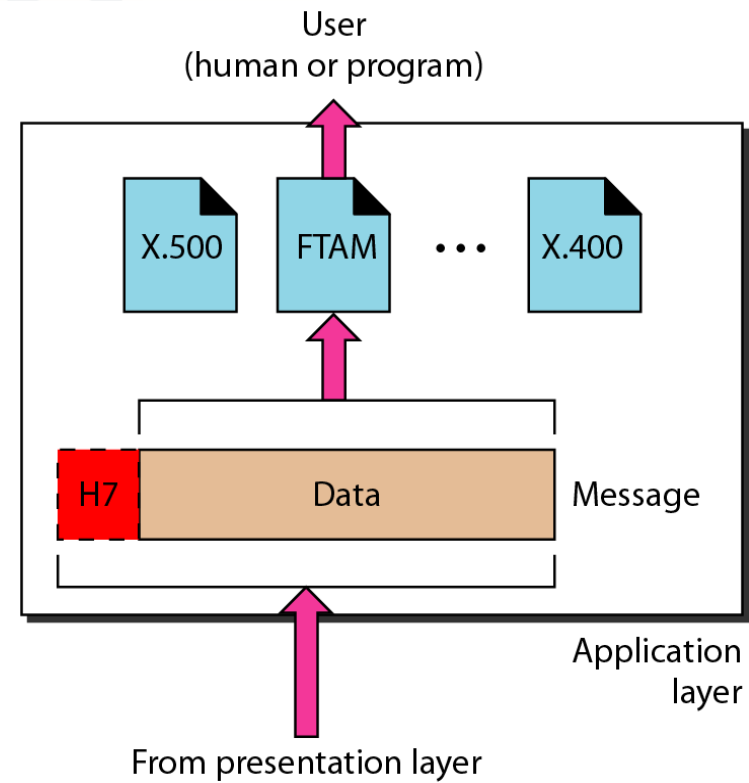 User
(human or program)
X.500
FTAM
...
X.400
H7
Data
Message
Application
layer
From presentation layer